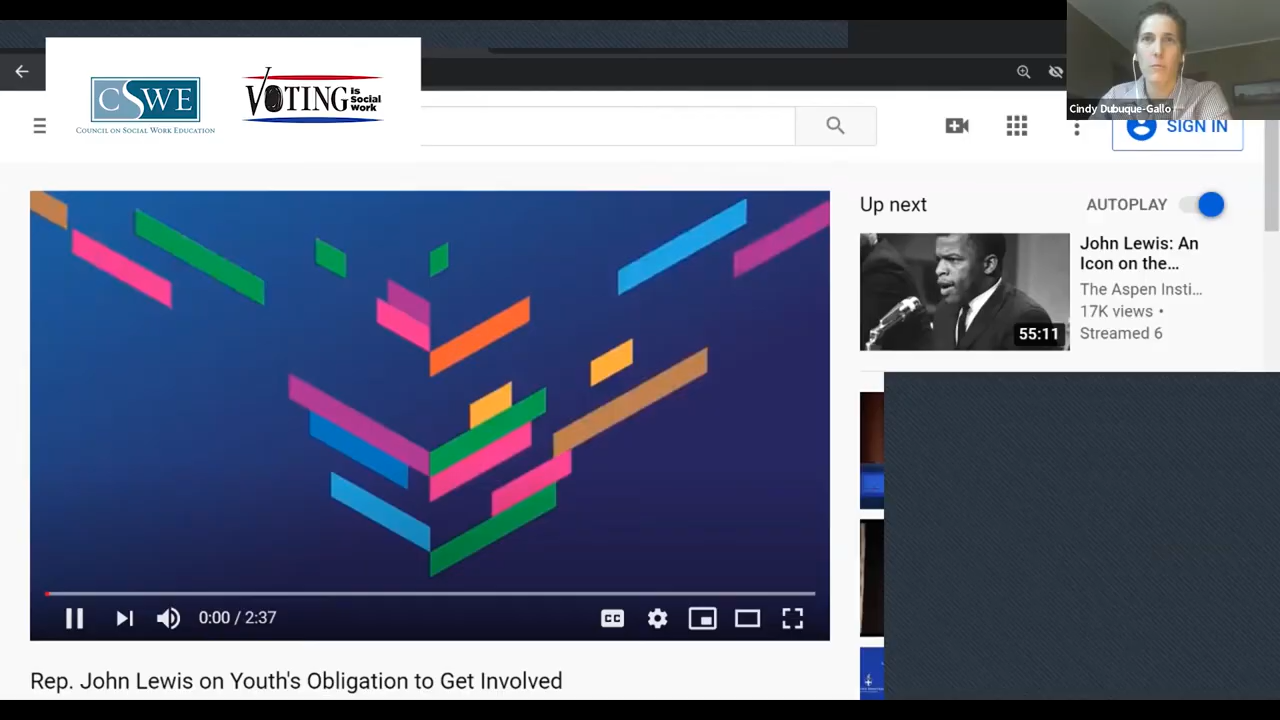 Cindy Dubuque-Gallo
CSWE
COUNCIL ON SOCIAL WORK EDUCATION
VOTING is Social Work
SIGN IN
Up next
AUTOPLAY
John Lewis: An
Icon on the...
The Aspen Insti...
17K views •
Streamed 6
55:11
CC
0:00 / 2:37
Rep. John Lewis on Youth's Obligation to Get Involved